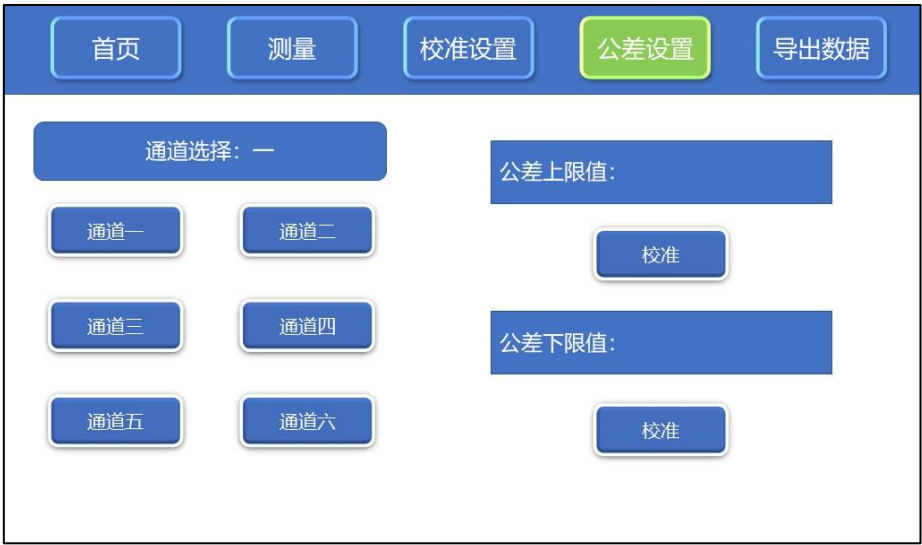 首页 测量 校准设置 公差设置 导出数据
通道选择：一
通道一 通道二
通道三 通道四
通道五 通道六
公差上限值：
校准
公差下限值：
校准